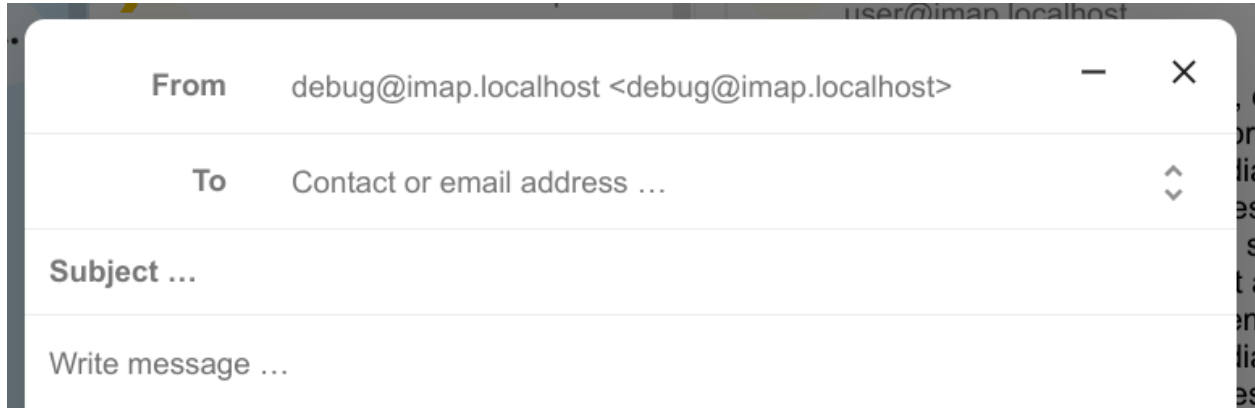 user@imap.localhost
From debug@imap.localhost <debug@imap.localhost>
To Contact or email address …
Subject …
Write message …